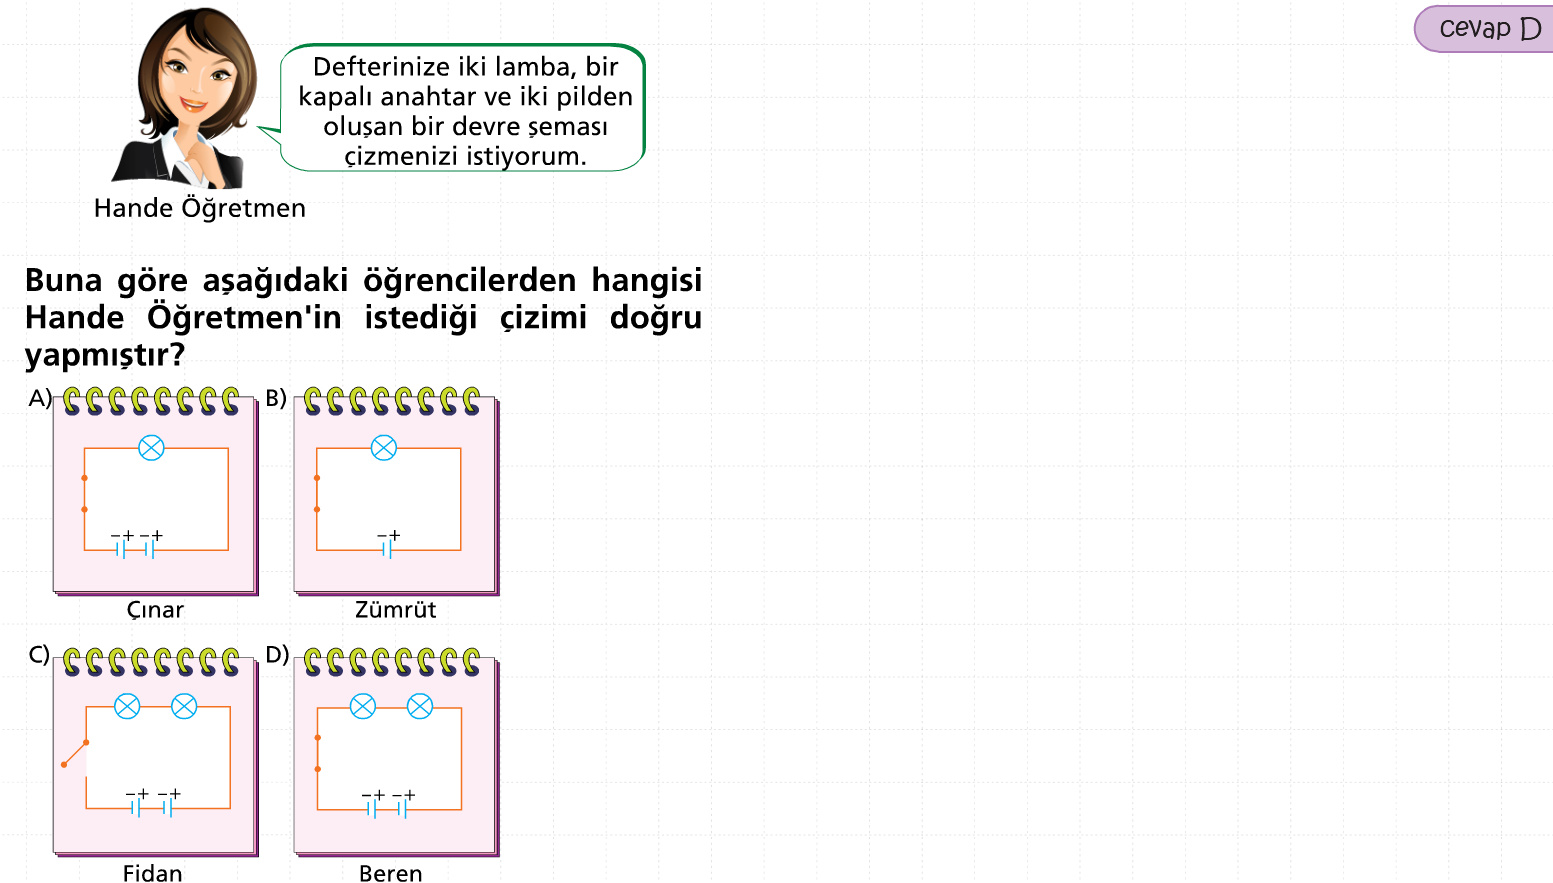 cevap D
Defterinize iki lamba, bir
kapalı anahtar ve iki pilden
oluşan bir devre şeması
çizmenizi istiyorum.
Hande Öğretmen
Buna göre aşağıdaki öğrencilerden hangisi
Hande Öğretmen'in istediği çizimi doğru
yapmıştır?
A)
B)
−+ −+
−+
Çınar
Zümrüt
C)
D)
−+ −+
−+ −+
Fidan
Beren